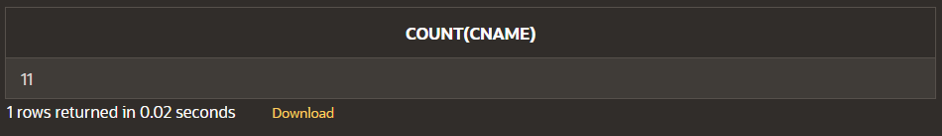 COUNT(CNAME)
11
1 rows returned in 0.02 seconds Download